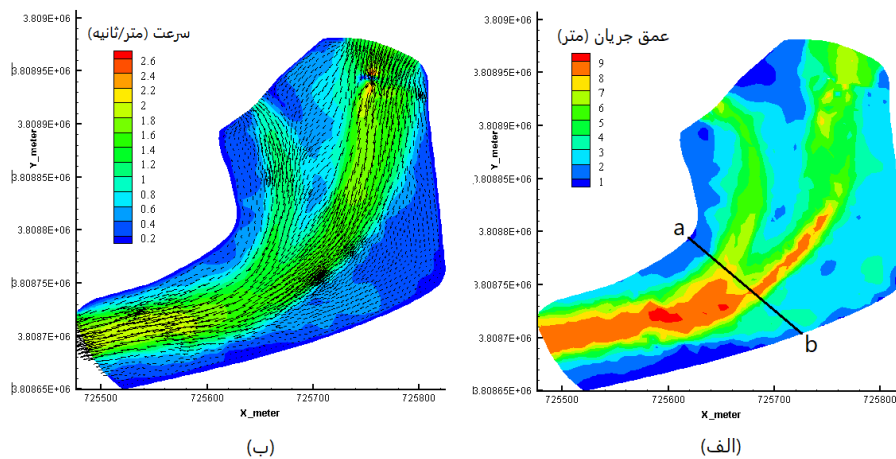 3.809E+06
سرعت (متر/ثانیه)
2.6
2.4
2.2
2
1.8
1.6
1.4
1.2
1
0.8
0.6
0.4
0.2
3.80895E+06
3.8089E+06
3.80885E+06
3.8088E+06
3.80875E+06
3.8087E+06
3.80865E+06
Y_meter
725500
725600
725700
725800
X_meter
(ب)
3.809E+06
عمق جریان (متر)
9
8
7
6
5
4
3
2
1
3.80895E+06
3.8089E+06
3.80885E+06
3.8088E+06
3.80875E+06
3.8087E+06
3.80865E+06
Y_meter
a
b
725500
725600
725700
725800
X_meter
(الف)